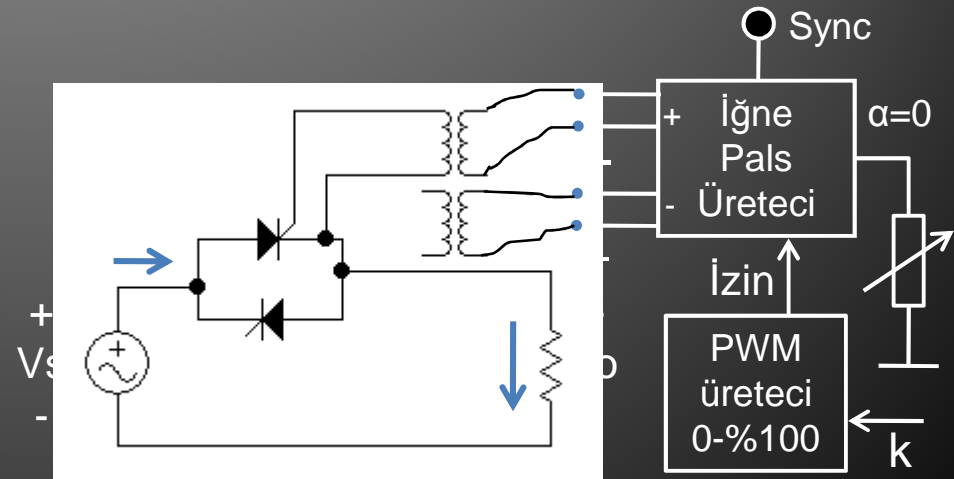 Sync
+ İğne
Pals
- Üreteci
α=0
-
-
İzin
PWM
üreteci
0-%100
k
+
Vs
-
+